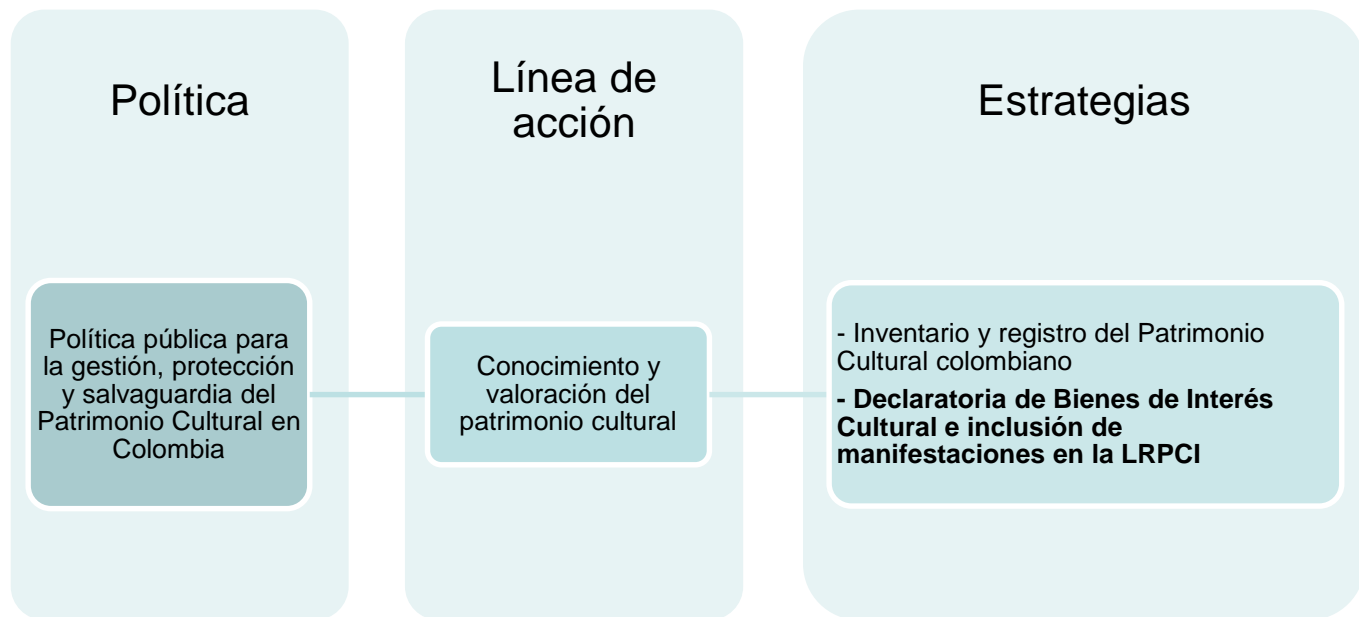 Política
Política pública para
la gestión, protección
y salvaguardia del
Patrimonio Cultural en
Colombia
Línea de
acción
Conocimiento y
valoración del
patrimonio cultural
Estrategias
- Inventario y registro del Patrimonio
Cultural colombiano
- Declaratoria de Bienes de Interés
Cultural e inclusión de
manifestaciones en la LRPCI